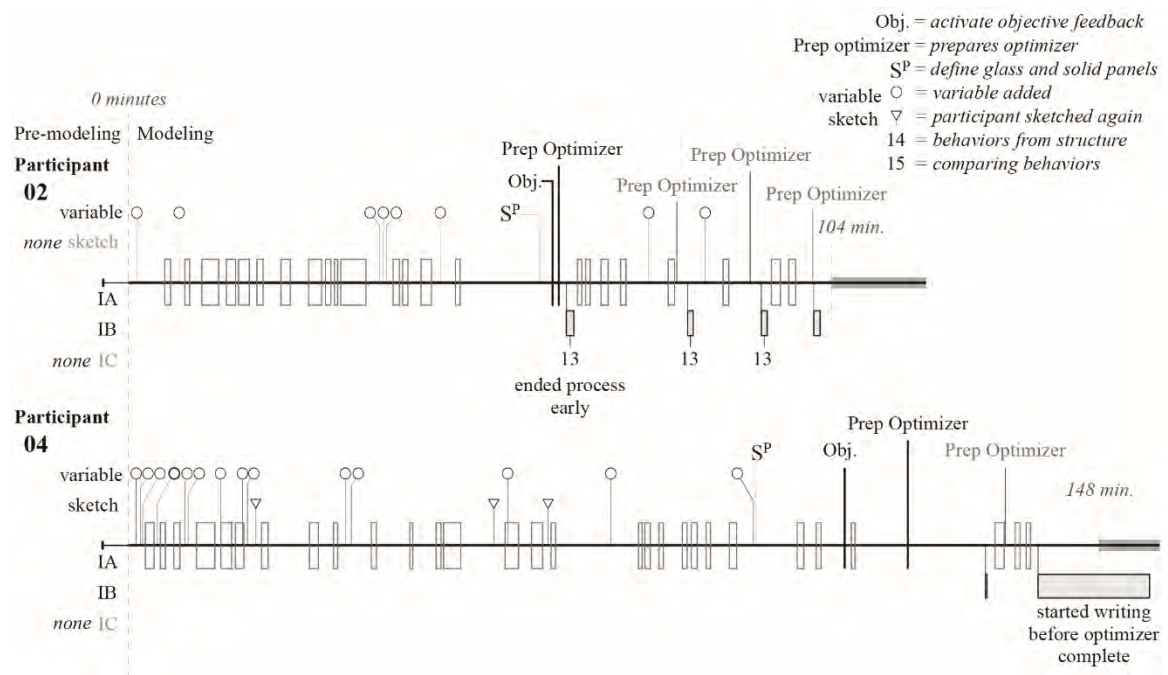 Obj. = activate objective feedback
Prep optimizer = prepares optimizer
Sᴾ = define glass and solid panels
variable ○ = variable added
sketch ▽ = participant sketched again
14 = behaviors from structure
15 = comparing behaviors
0 minutes
Pre-modeling Modeling
Participant
02
Prep Optimizer
Prep Optimizer
Obj.
Prep Optimizer
Prep Optimizer
variable
Sᴾ
104 min.
none sketch
IA
IB
none IC
13 13 13
ended process
early
Participant
04
Prep Optimizer
variable
Sᴾ
Obj.
Prep Optimizer
sketch
148 min.
IA
IB
none IC
started writing
before optimizer
complete